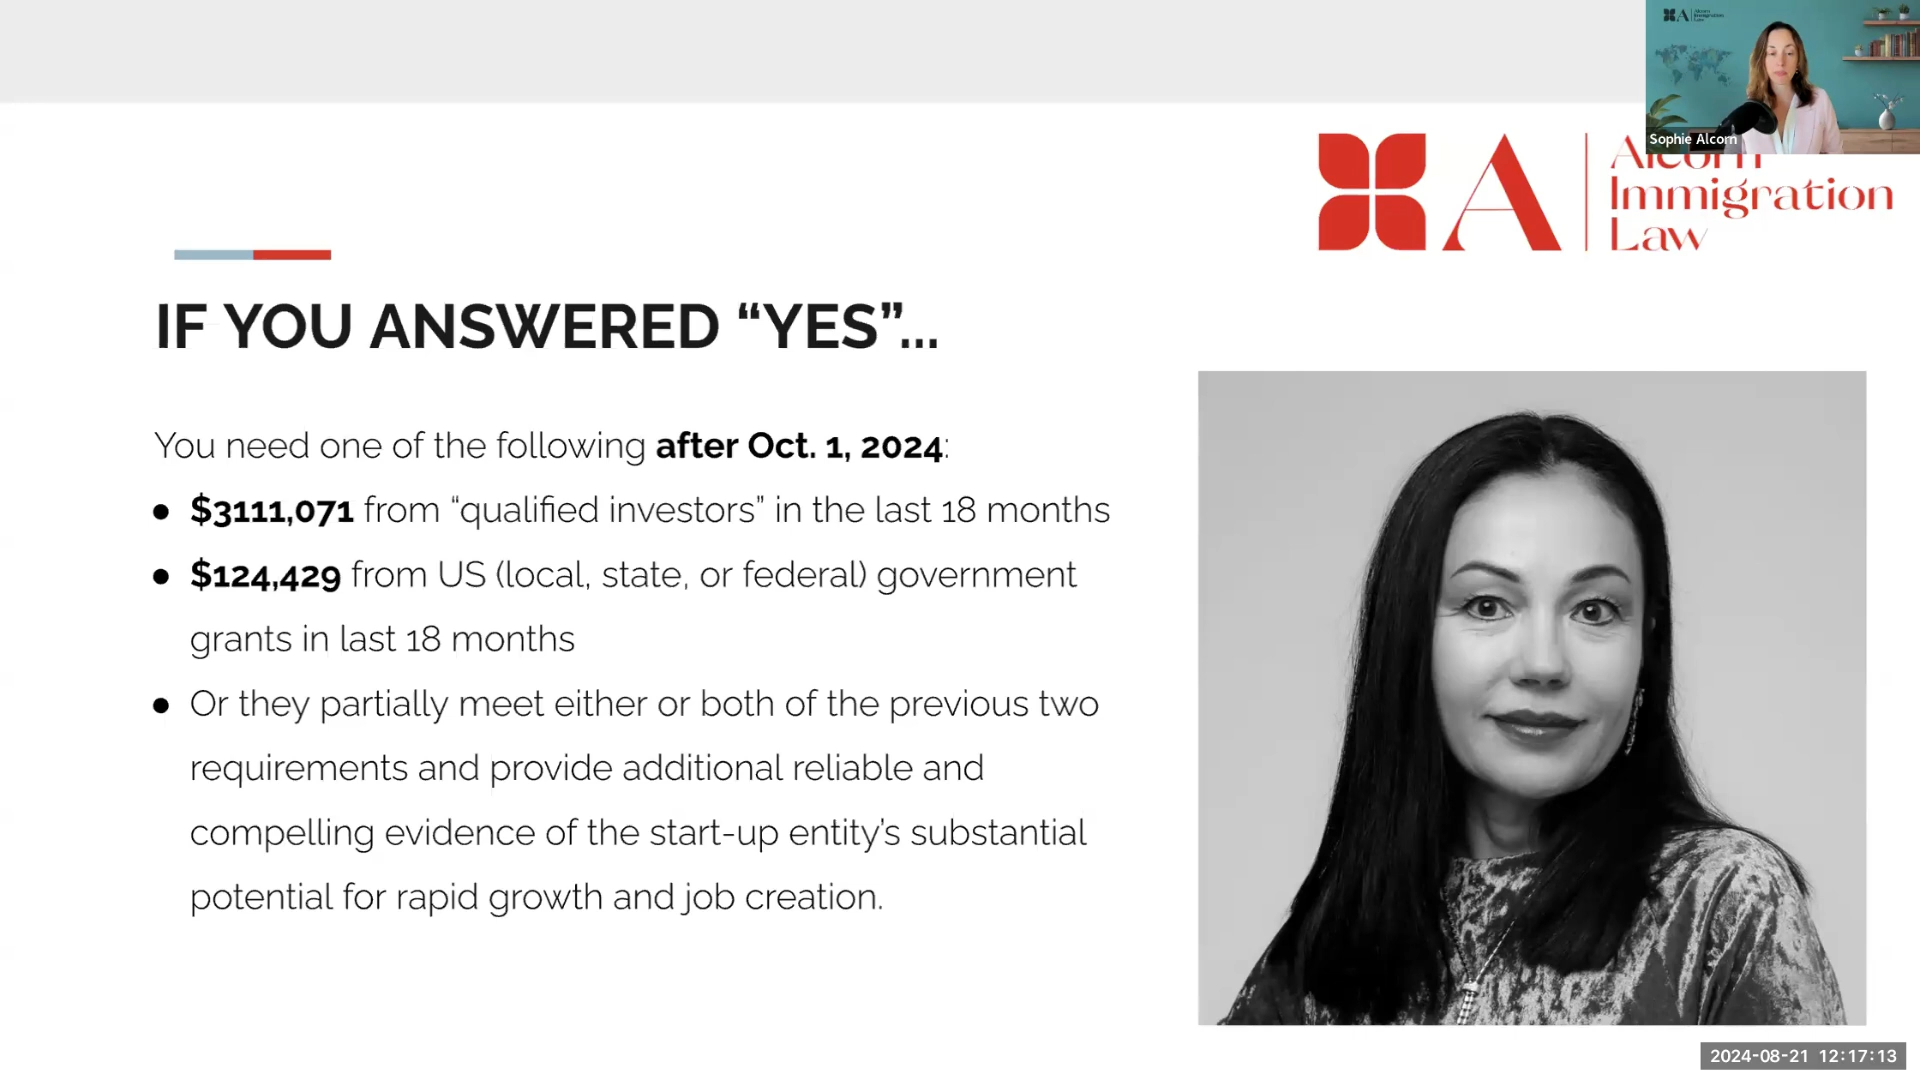 Alcorn
Immigration
Law
Sophie Alcorn
Alcorn
Immigration
Law
IF YOU ANSWERED “YES”...
You need one of the following after Oct. 1, 2024:
● $3111,071 from “qualified investors” in the last 18 months
● $124,429 from US (local, state, or federal) government
grants in last 18 months
● Or they partially meet either or both of the previous two
requirements and provide additional reliable and
compelling evidence of the start-up entity’s substantial
potential for rapid growth and job creation.
2024-08-21 12:17:13